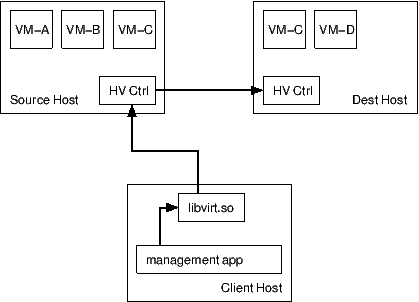 VM-A VM-B VM-C
HV Ctrl
Source Host
VM-C VM-D
HV Ctrl
Dest Host
libvirt.so
management app
Client Host